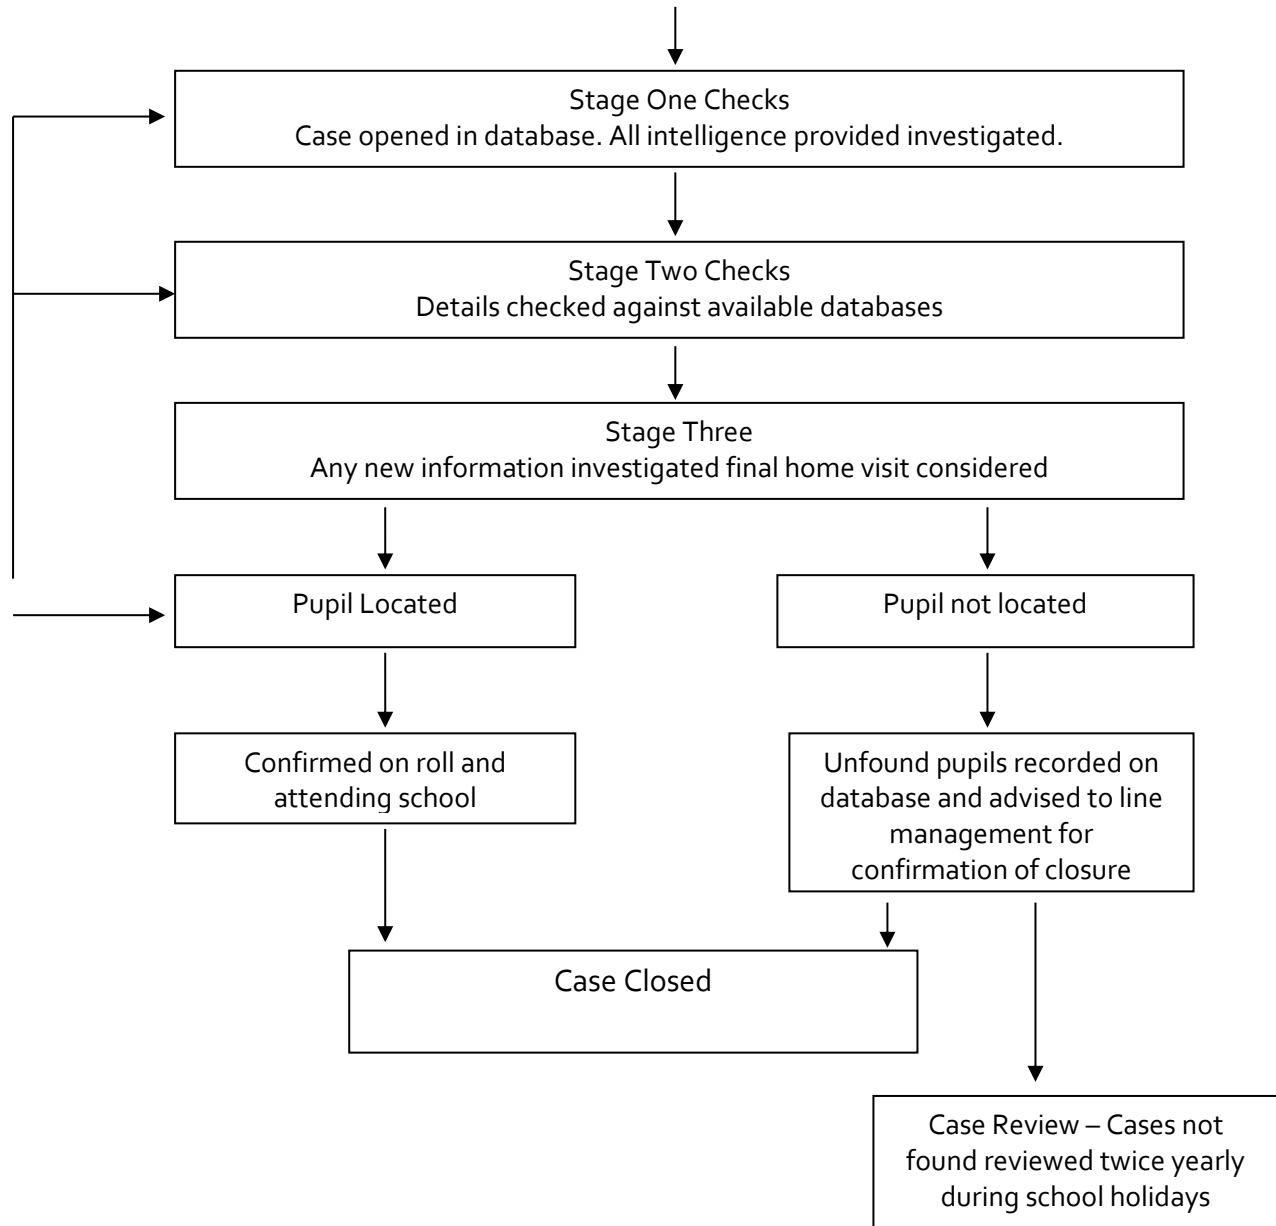 Stage One Checks
Case opened in database. All intelligence provided investigated.
Stage Two Checks
Details checked against available databases
Stage Three
Any new information investigated final home visit considered
Pupil Located
Pupil not located
Confirmed on roll and
attending school
Unfound pupils recorded on
database and advised to line
management for
confirmation of closure
Case Closed
Case Review – Cases not
found reviewed twice yearly
during school holidays